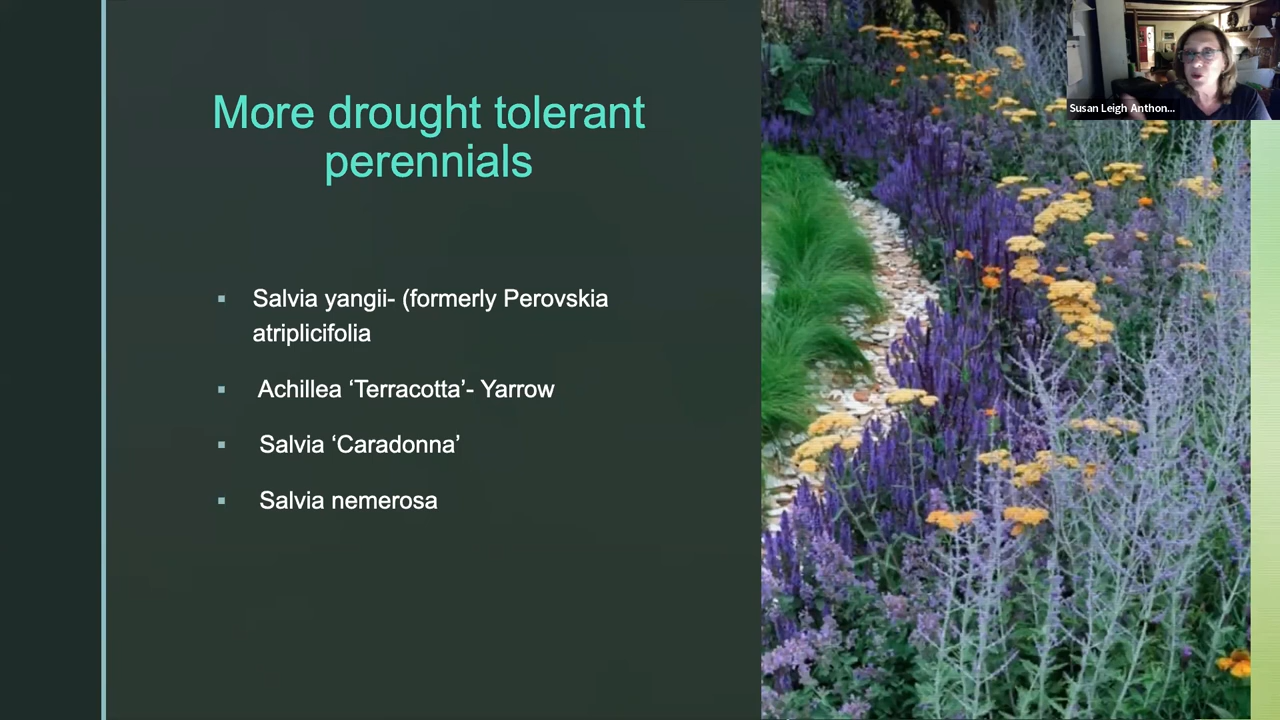 More drought tolerant
perennials
▪ Salvia yangii- (formerly Perovskia
atriplicifolia
▪ Achillea ‘Terracotta’- Yarrow
▪ Salvia ‘Caradonna’
▪ Salvia nemerosa
Susan Leigh Anthon...